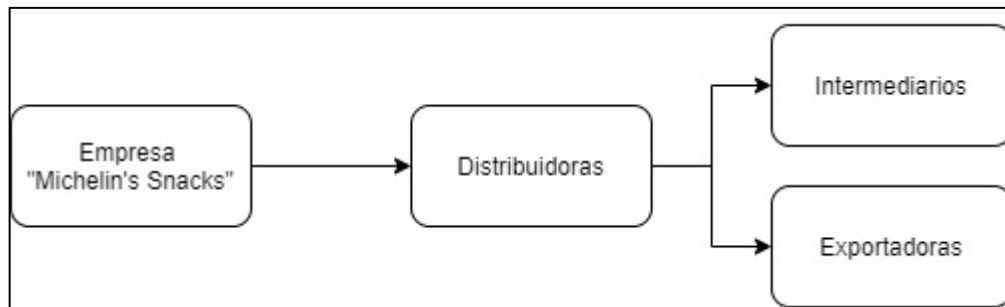 Empresa
"Michelin's Snacks"
Distribuidoras
Intermediarios
Exportadoras